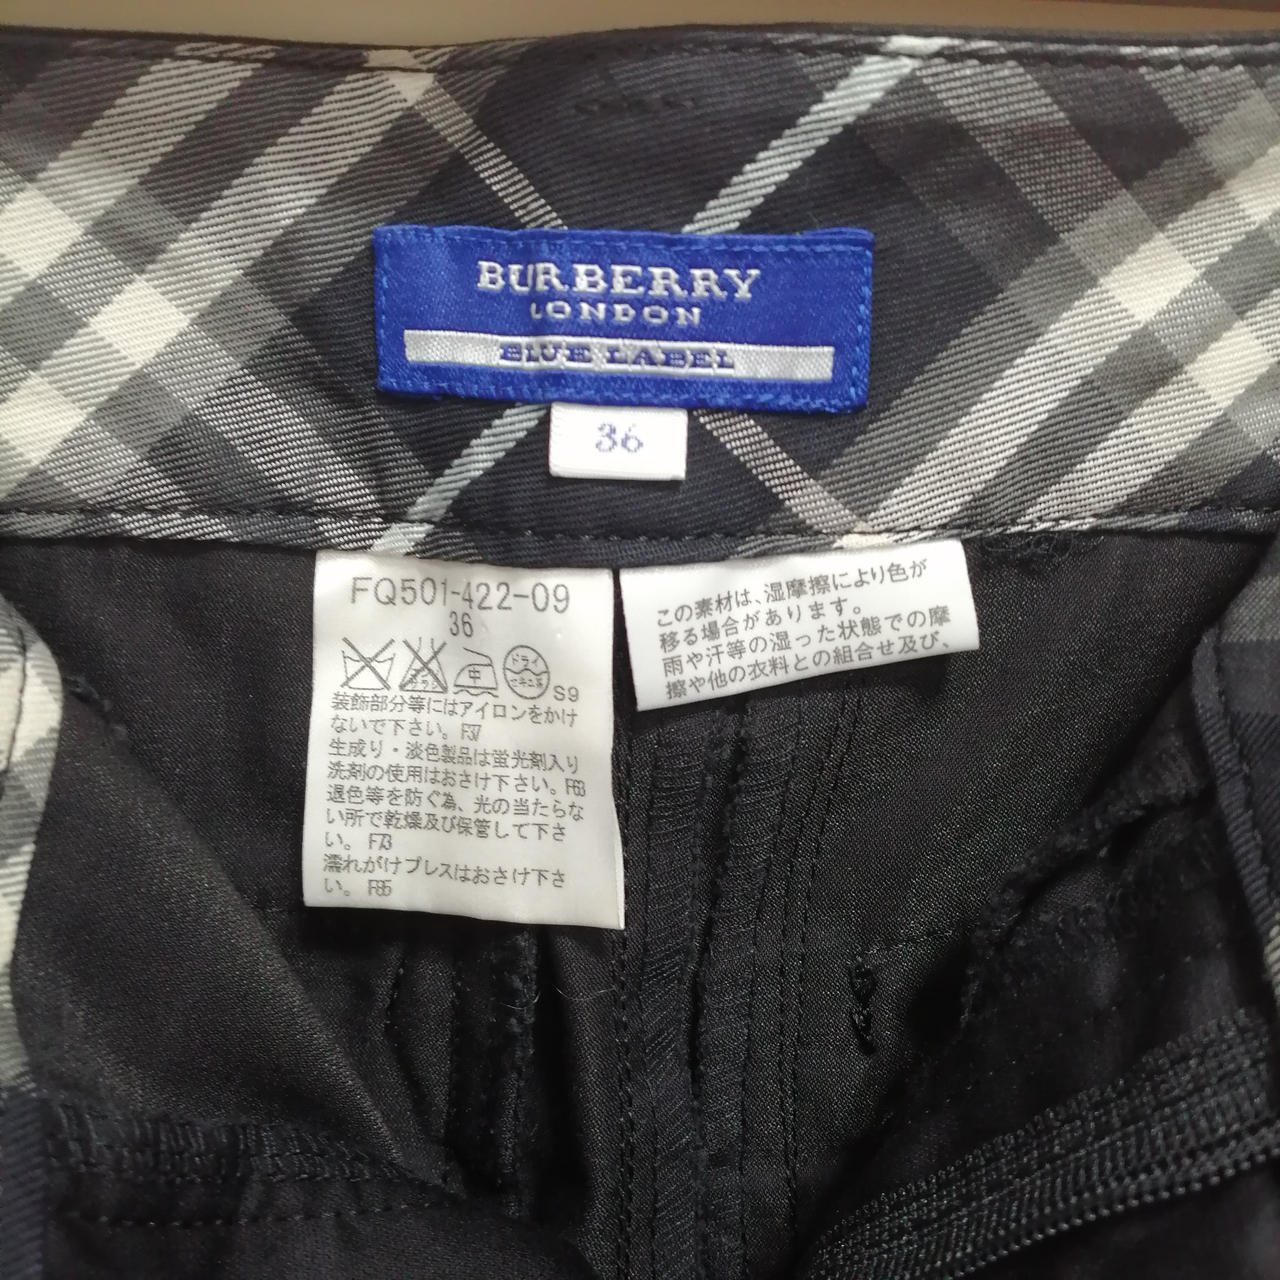 BURBERRY
LONDON
BLUE LABEL
36
FQ501-422-09
36
ドライ
セキユ系
S9
装飾部分等にはアイロンをかけ
ないで下さい。F37
生成り・淡色製品は蛍光剤入り
洗剤の使用はおさけ下さい。F63
退色等を防ぐ為、光の当たらな
い所で乾燥及び保管して下さ
い。F73
濡れがけプレスはおさけ下さ
い。F85
この素材は、湿摩擦により色が
移る場合があります。
雨や汗等の湿った状態での摩
擦や他の衣料との組合せ及び、